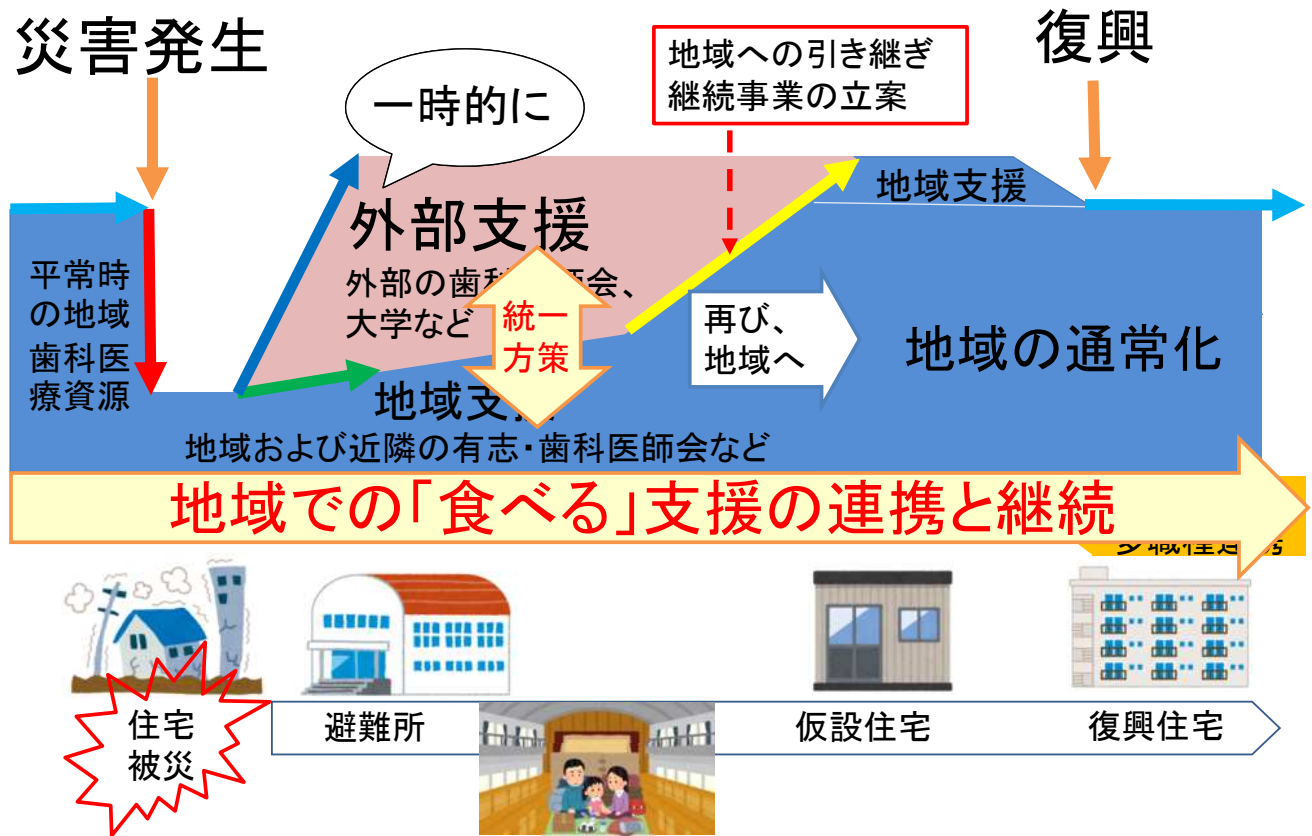 災害発生
復興
一時的に
地域への引き継ぎ
継続事業の立案
平常時
の地域
歯科医
療資源
外部支援
外部の歯科 会、
大学など
統一
方策
地域支
地域および近隣の有志・歯科医師会など
再び、
地域へ
地域支援
地域の通常化
地域での「食べる」支援の連携と継続
住宅
被災
避難所
仮設住宅
復興住宅